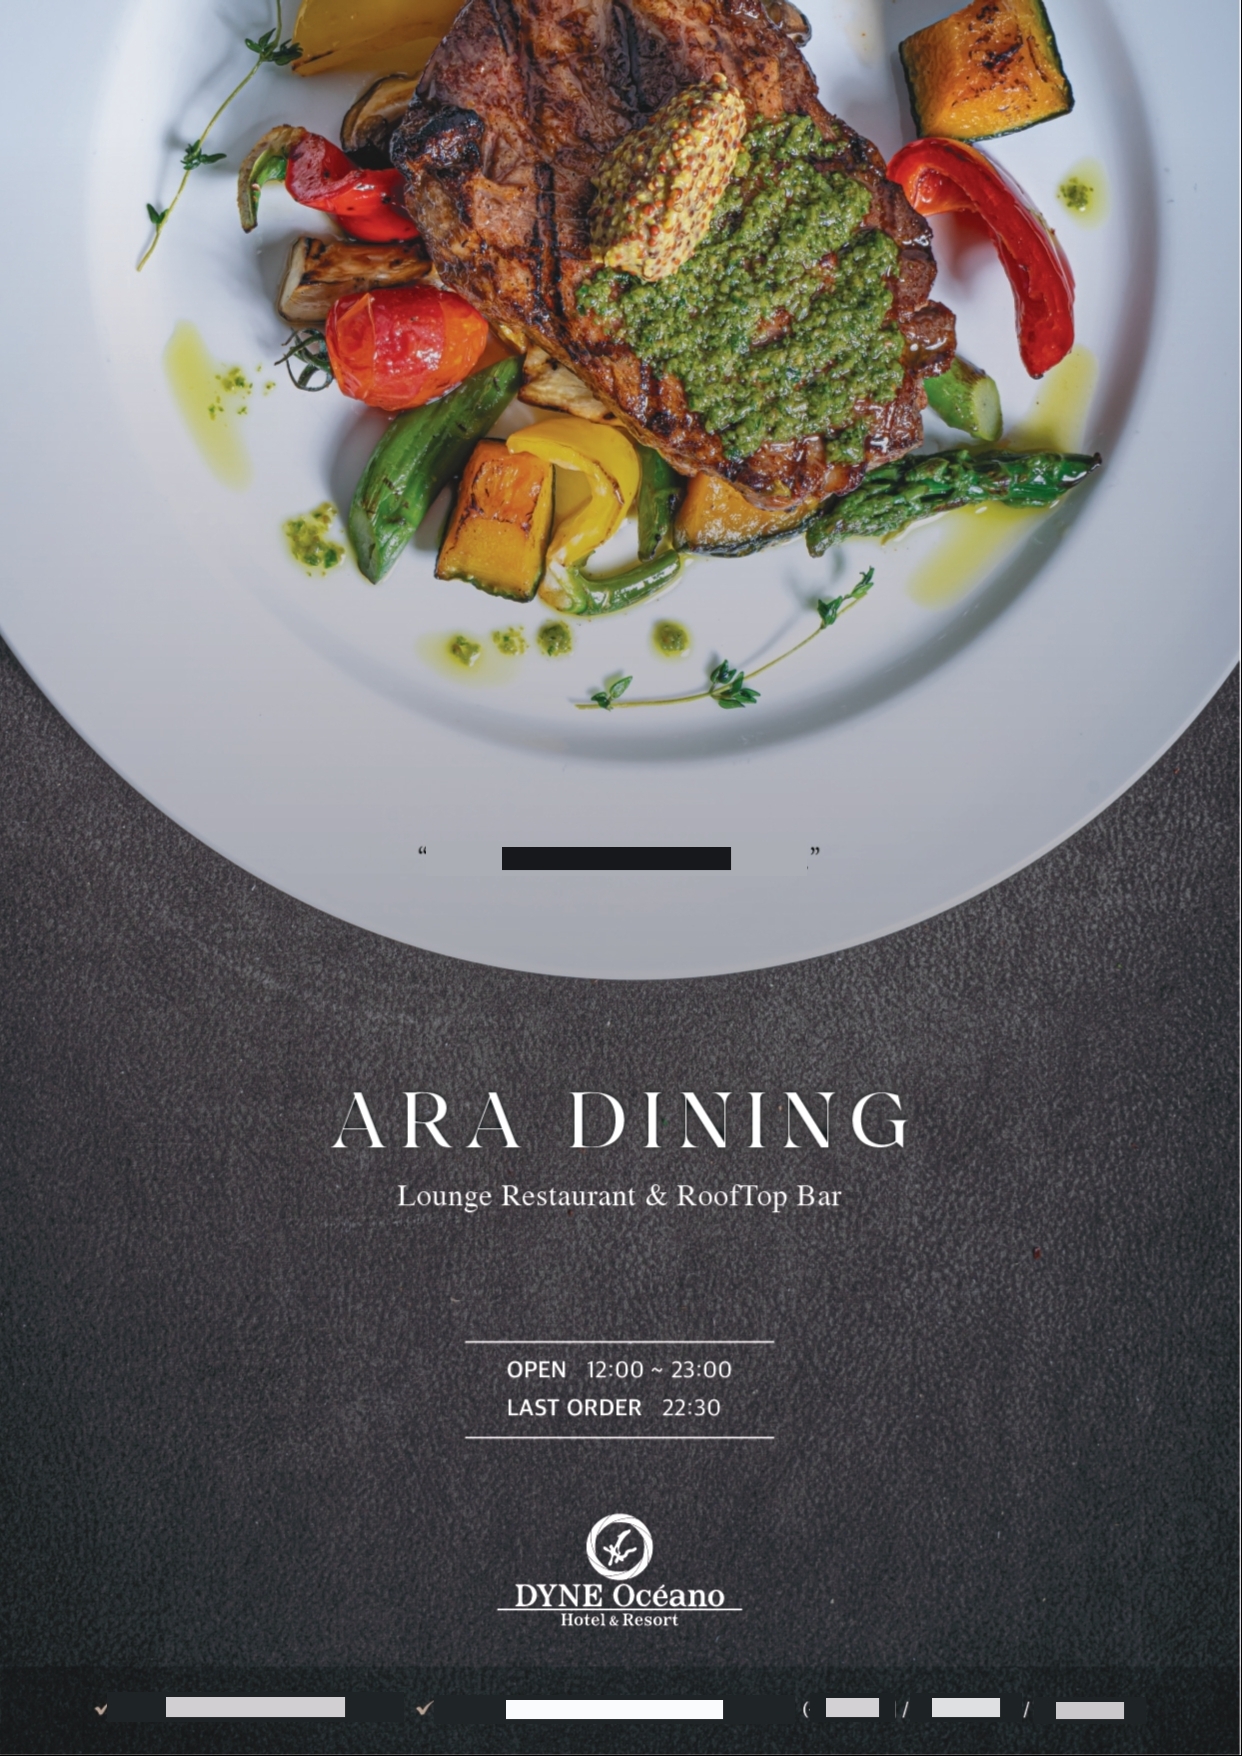 “ ”
ARA DINING
Lounge Restaurant & RoofTop Bar
OPEN 12:00 ~ 23:00
LAST ORDER 22:30
DYNE Océano
Hotel & Resort
( / /